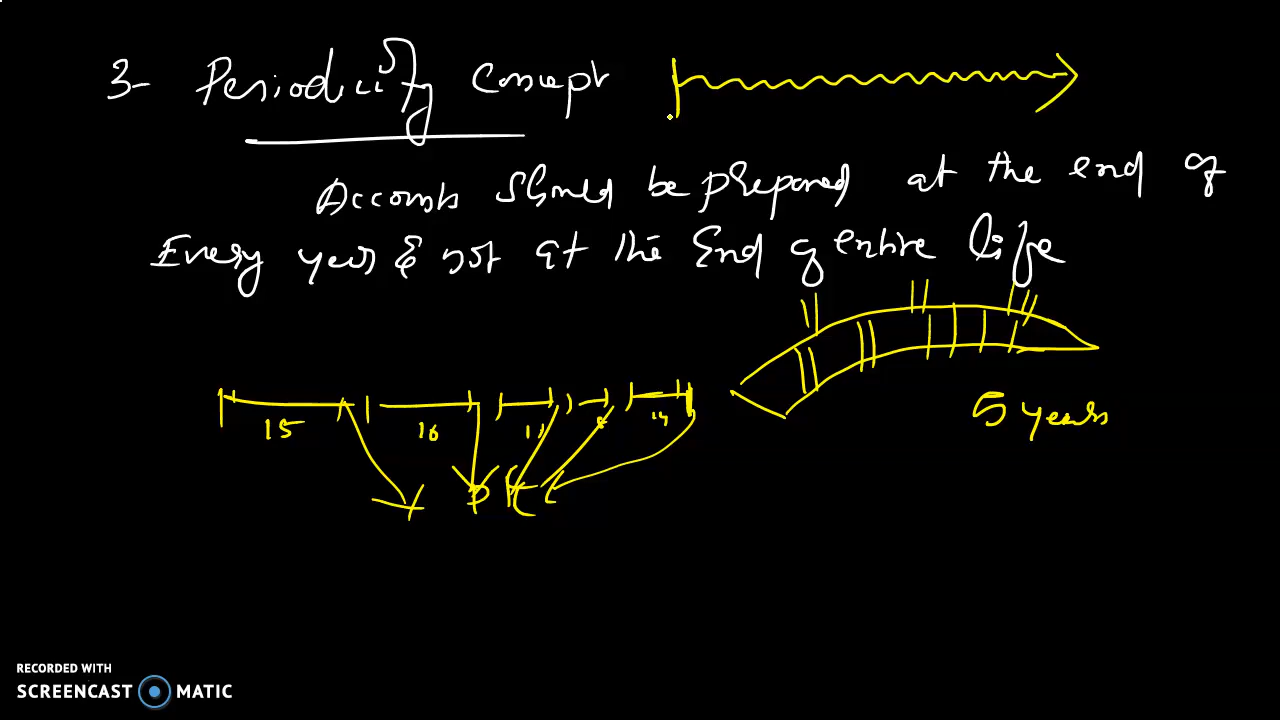 3- Periodicity Concept
Accounts should be prepared at the end of
Every year & not at the End of entire life
15 16
5 years
RECORDED WITH
SCREENCAST MATIC